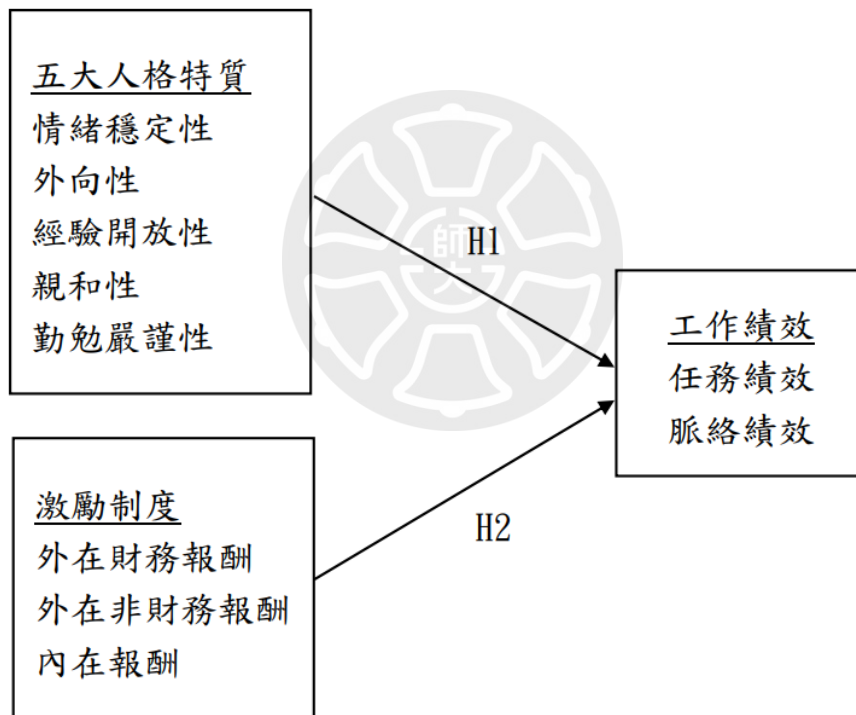 五大人格特質
情緒穩定性
外向性
經驗開放性
親和性
勤勉嚴謹性
師大
H1
工作績效
任務績效
脈絡績效
激勵制度
外在財務報酬
外在非財務報酬
內在報酬
H2